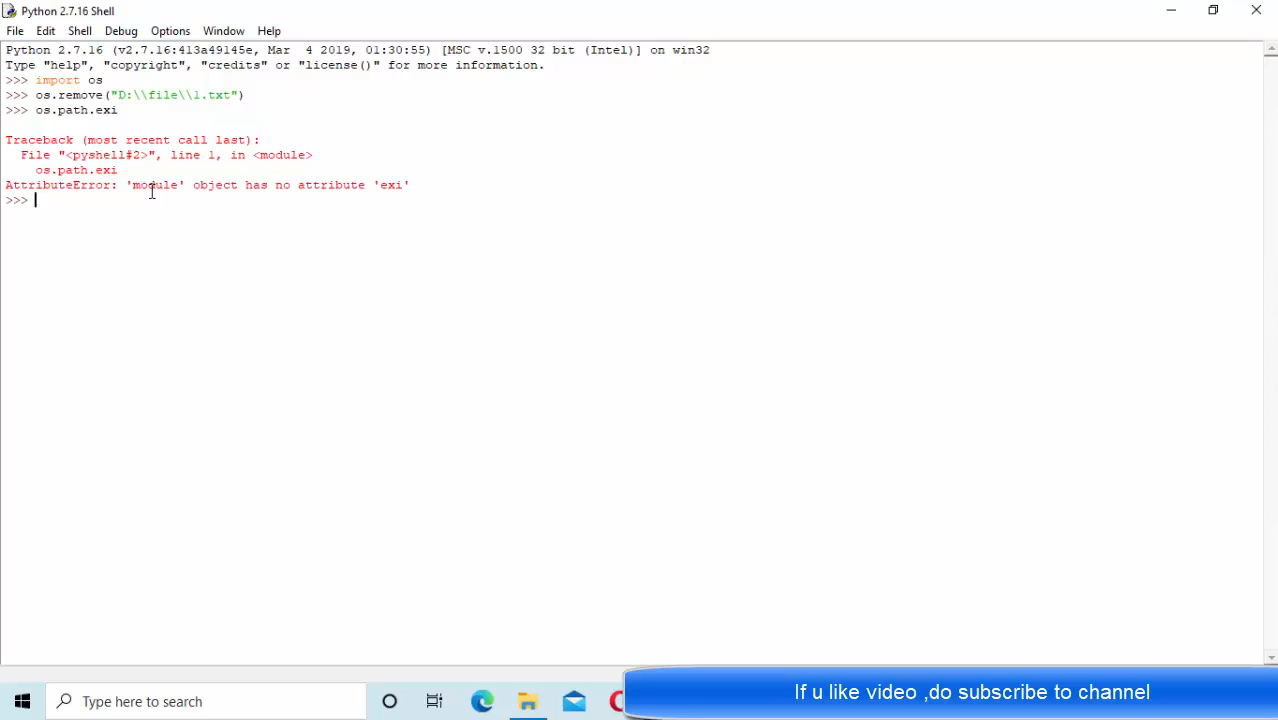 Python 2.7.16 Shell
File Edit Shell Debug Options Window Help
Python 2.7.16 (v2.7.16:413a49145e, Mar  4 2019, 01:30:55) [MSC v.1500 32 bit (Intel)] on win32
Type "help", "copyright", "credits" or "license()" for more information.
>>> import os
>>> os.remove("D:\\file\\1.txt")
>>> os.path.exi
Traceback (most recent call last):
  File "<pyshell#2>", line 1, in <module>
    os.path.exi
AttributeError: 'module' object has no attribute 'exi'
>>>
Type here to search
If u like video ,do subscribe to channel